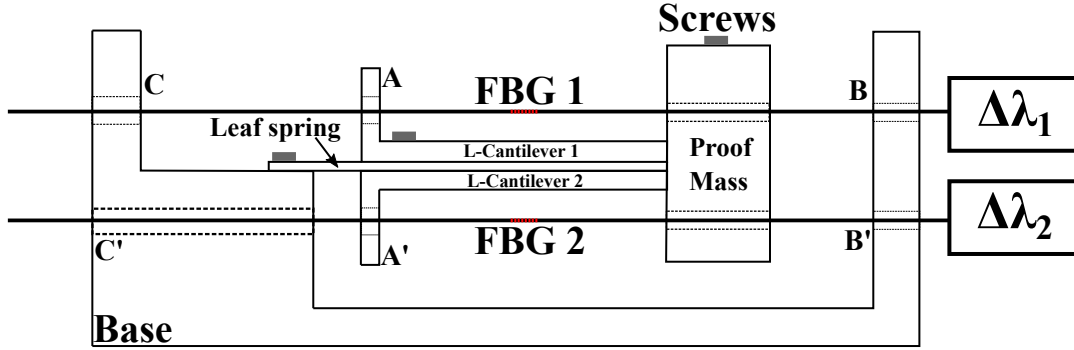 Screws
C
A
FBG 1
B
Δλ1
Leaf spring
L-Cantilever 1
Proof
Mass
L-Cantilever 2
C'
A'
FBG 2
B'
Δλ2
Base